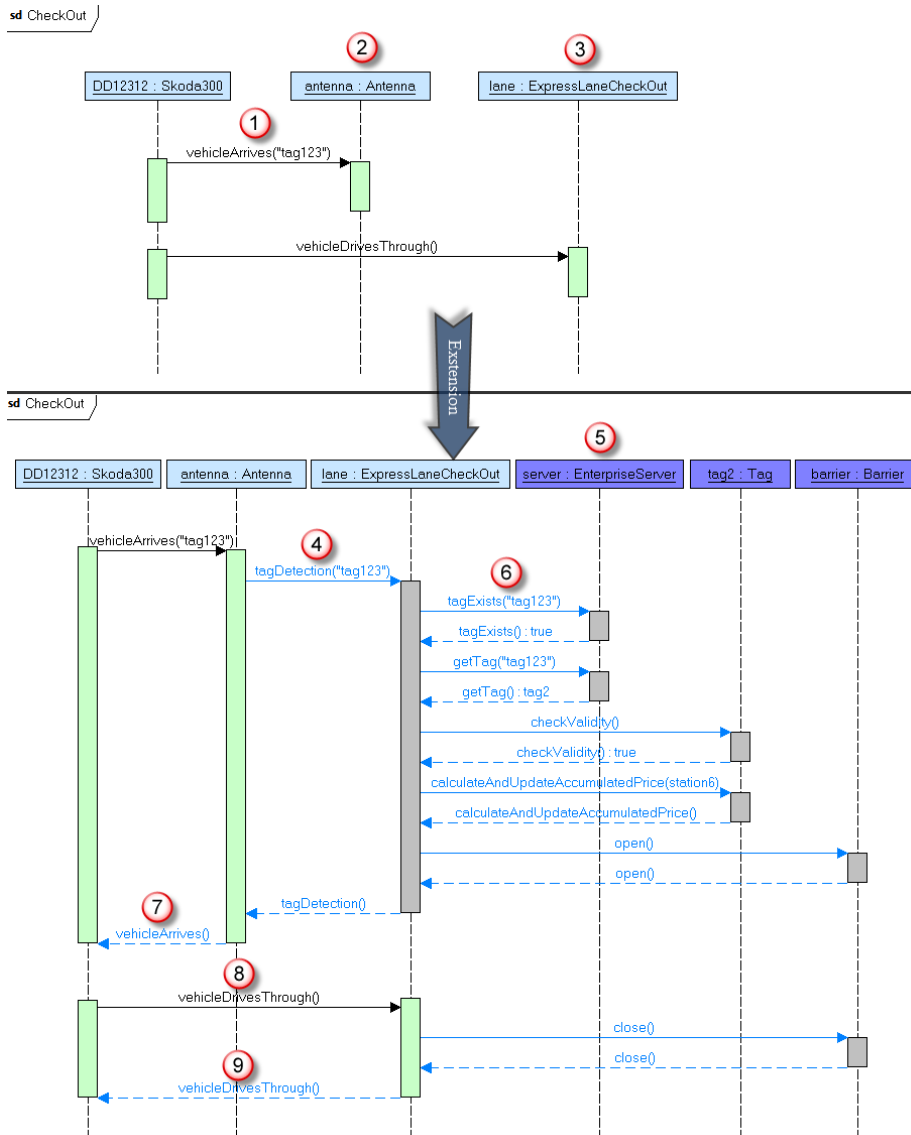 sd CheckOut
2
3
DD12312 : Skoda300
antenna : Antenna
lane : ExpressLaneCheckOut
1
vehicleArrives("tag123")
vehicleDrivesThrough()
Exstension
sd CheckOut
5
DD12312 : Skoda300
antenna : Antenna
lane : ExpressLaneCheckOut
server : EnterpriseServer
tag2 : Tag
barrier : Barrier
vehicleArrives("tag123")
4
tagDetection("tag123")
6
tagExists("tag123")
tagExists() : true
getTag("tag123")
getTag() : tag2
checkValidity()
checkValidity() : true
calculateAndUpdateAccumulatedPrice(station6)
calculateAndUpdateAccumulatedPrice()
open()
open()
tagDetection()
7
vehicleArrives()
8
vehicleDrivesThrough()
close()
close()
9
vehicleDrivesThrough()